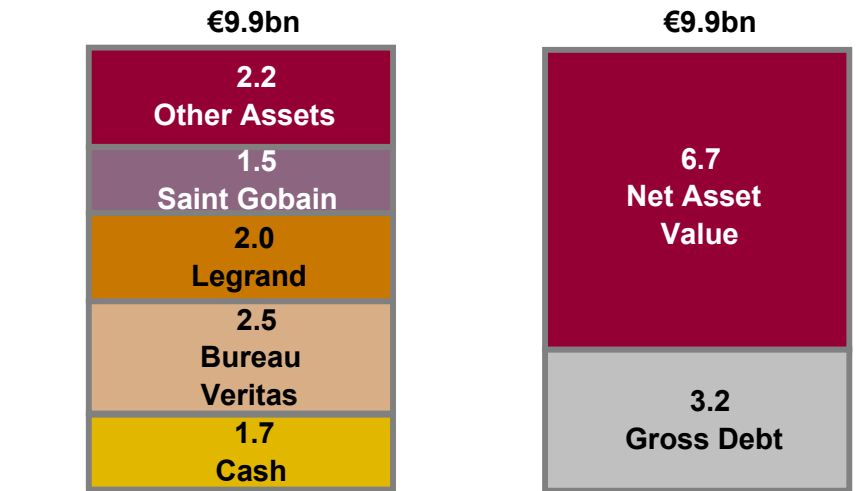 €9.9bn
2.2
Other Assets
1.5
Saint Gobain
2.0
Legrand
2.5
Bureau
Veritas
1.7
Cash
€9.9bn
6.7
Net Asset
Value
3.2
Gross Debt